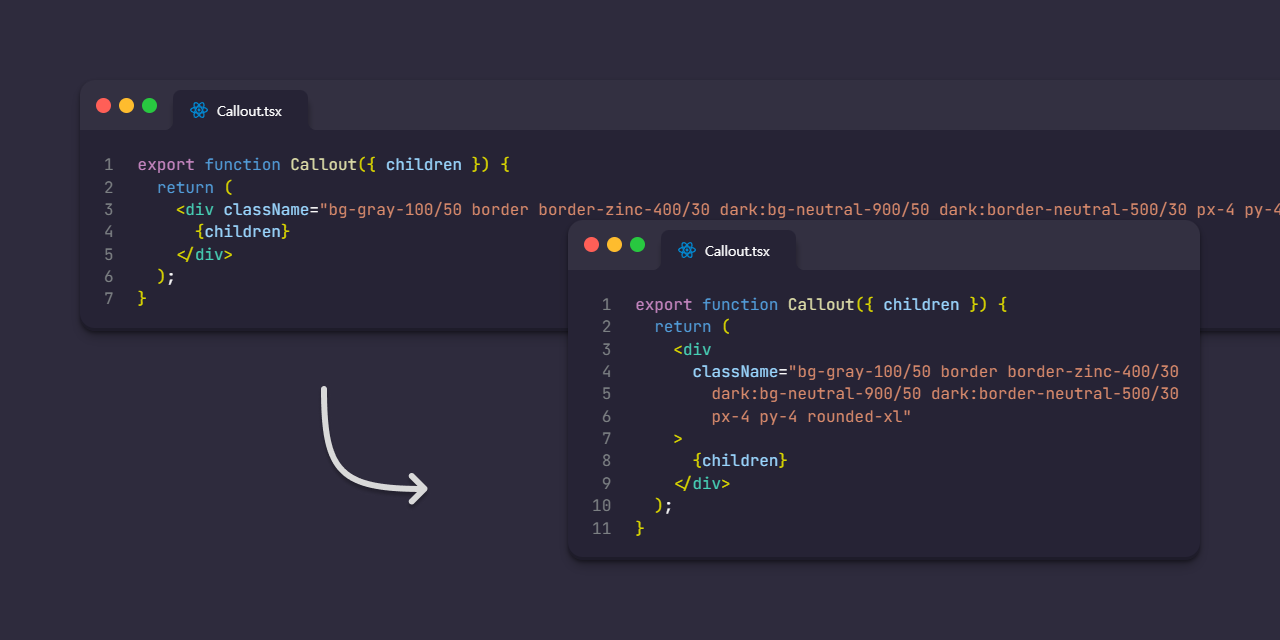 Callout.tsx
1 export function Callout({ children }) {
2   return (
3     <div className="bg-gray-100/50 border border-zinc-400/30 dark:bg-neutral-900/50 dark:border-neutral-500/30 px-4 py-4
4       {children}
5     </div>
6   );
7 }
Callout.tsx
1 export function Callout({ children }) {
2   return (
3     <div
4       className="bg-gray-100/50 border border-zinc-400/30
5         dark:bg-neutral-900/50 dark:border-neutral-500/30
6         px-4 py-4 rounded-xl"
7     >
8       {children}
9     </div>
10   );
11 }